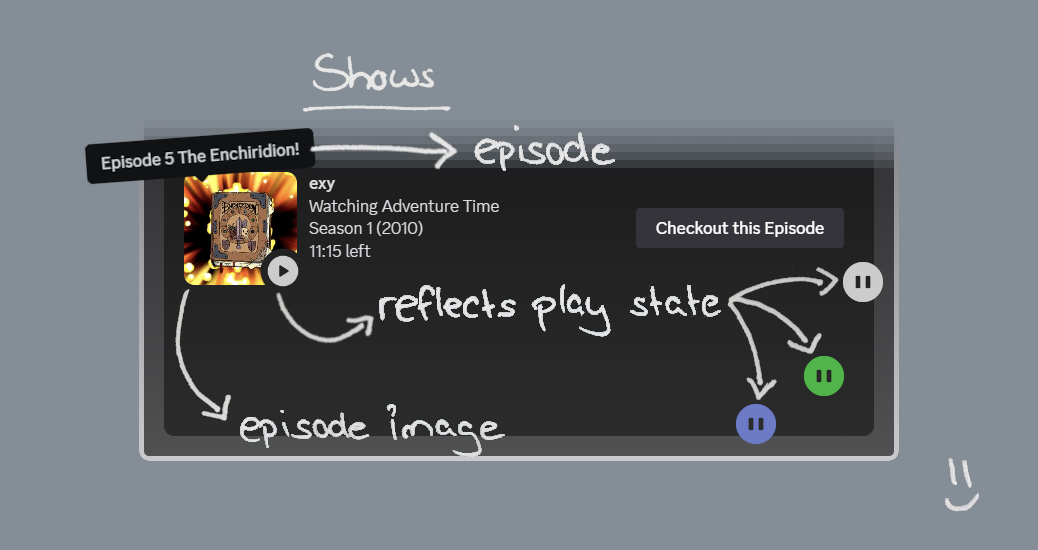 Shows
Episode 5 The Enchiridion!
episode
exy
Watching Adventure Time
Season 1 (2010)
11:15 left
Checkout this Episode
reflects play state
episode image